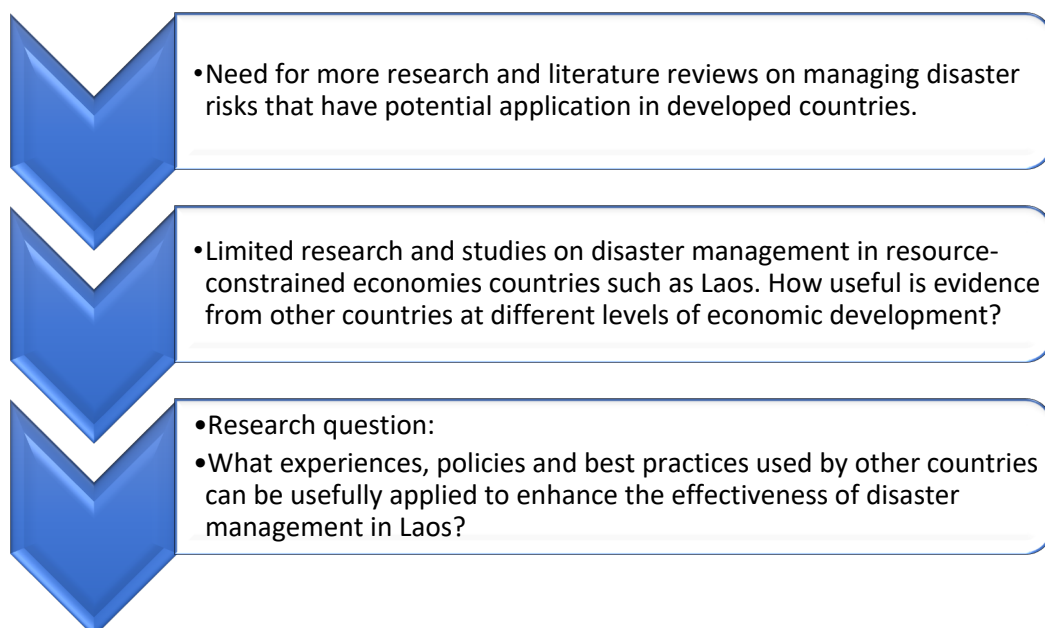 •Need for more research and literature reviews on managing disaster
risks that have potential application in developed countries.
•Limited research and studies on disaster management in resource-
constrained economies countries such as Laos. How useful is evidence
from other countries at different levels of economic development?
•Research question:
•What experiences, policies and best practices used by other countries
can be usefully applied to enhance the effectiveness of disaster
management in Laos?